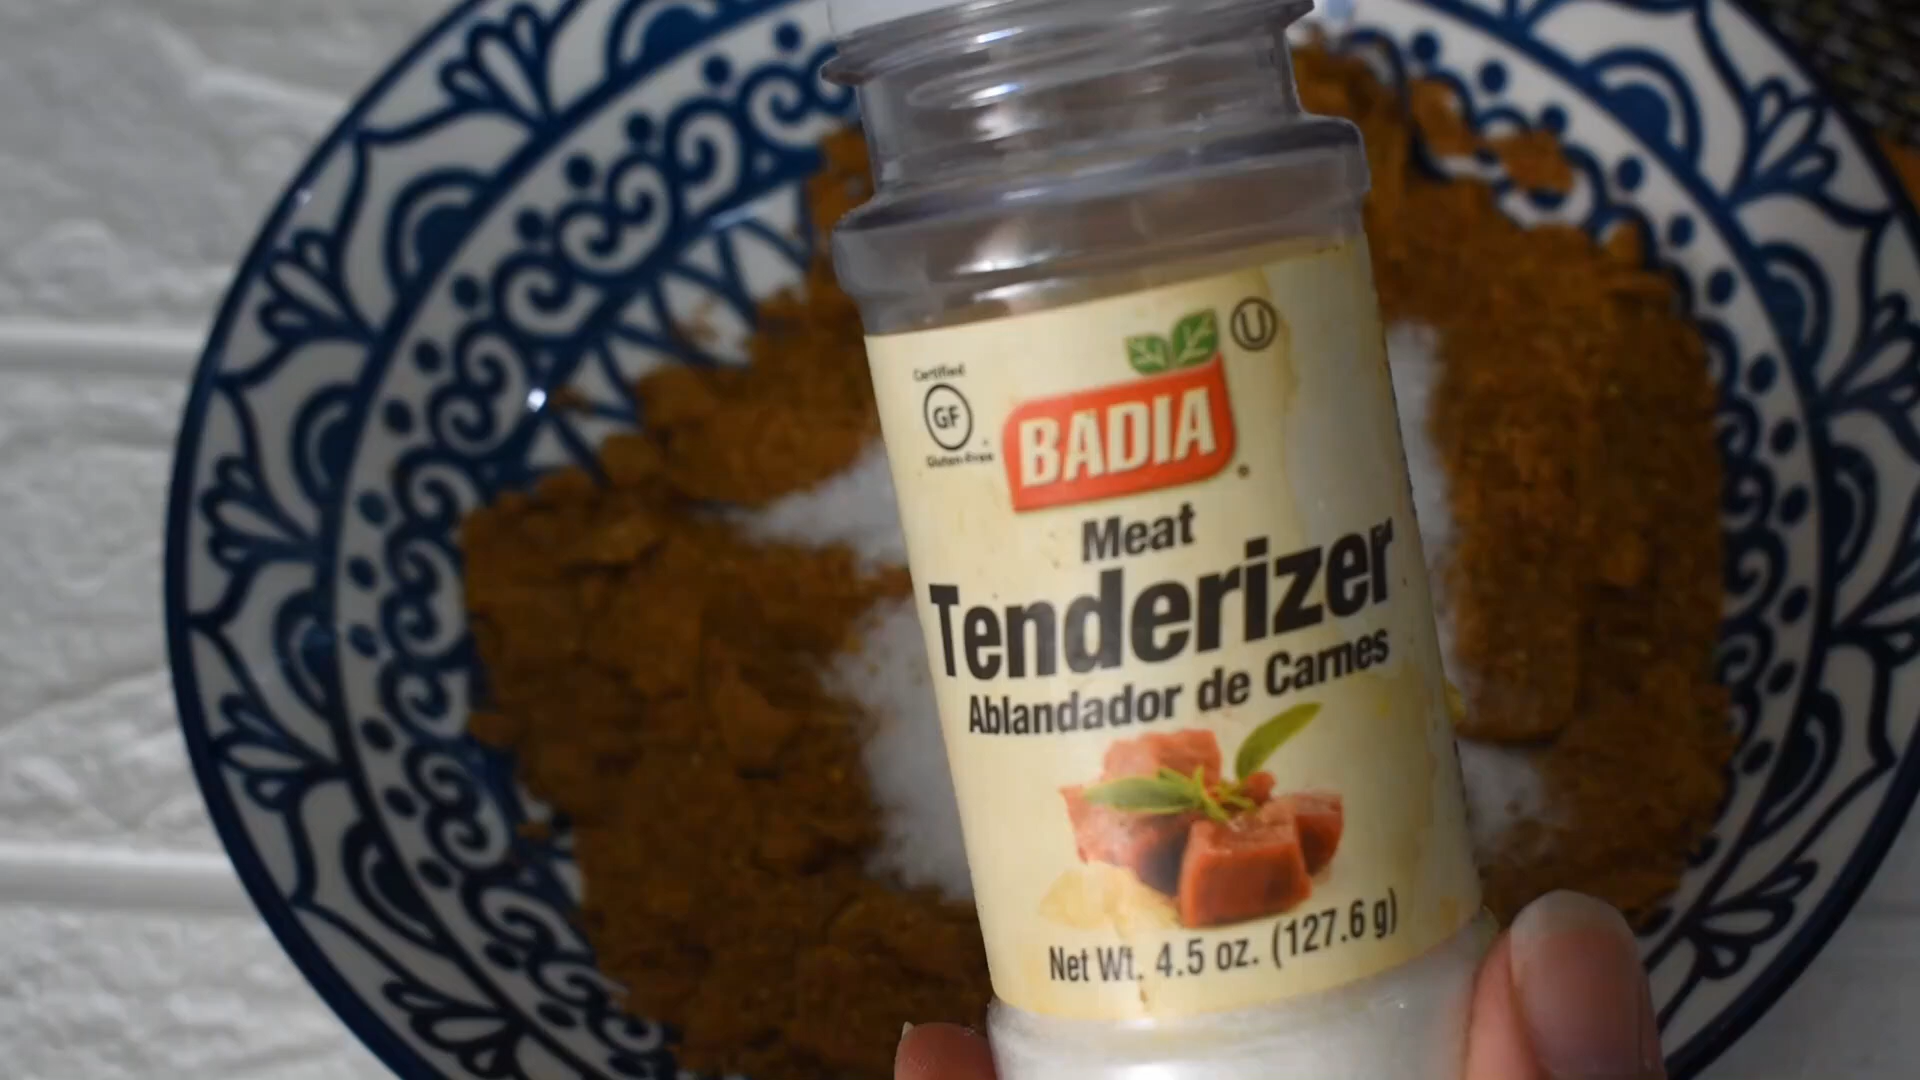 U
Certified
GF
Gluten-Free
BADIA
Meat
Tenderizer
Ablandador de Carnes
Net Wt. 4.5 oz. (127.6 g)